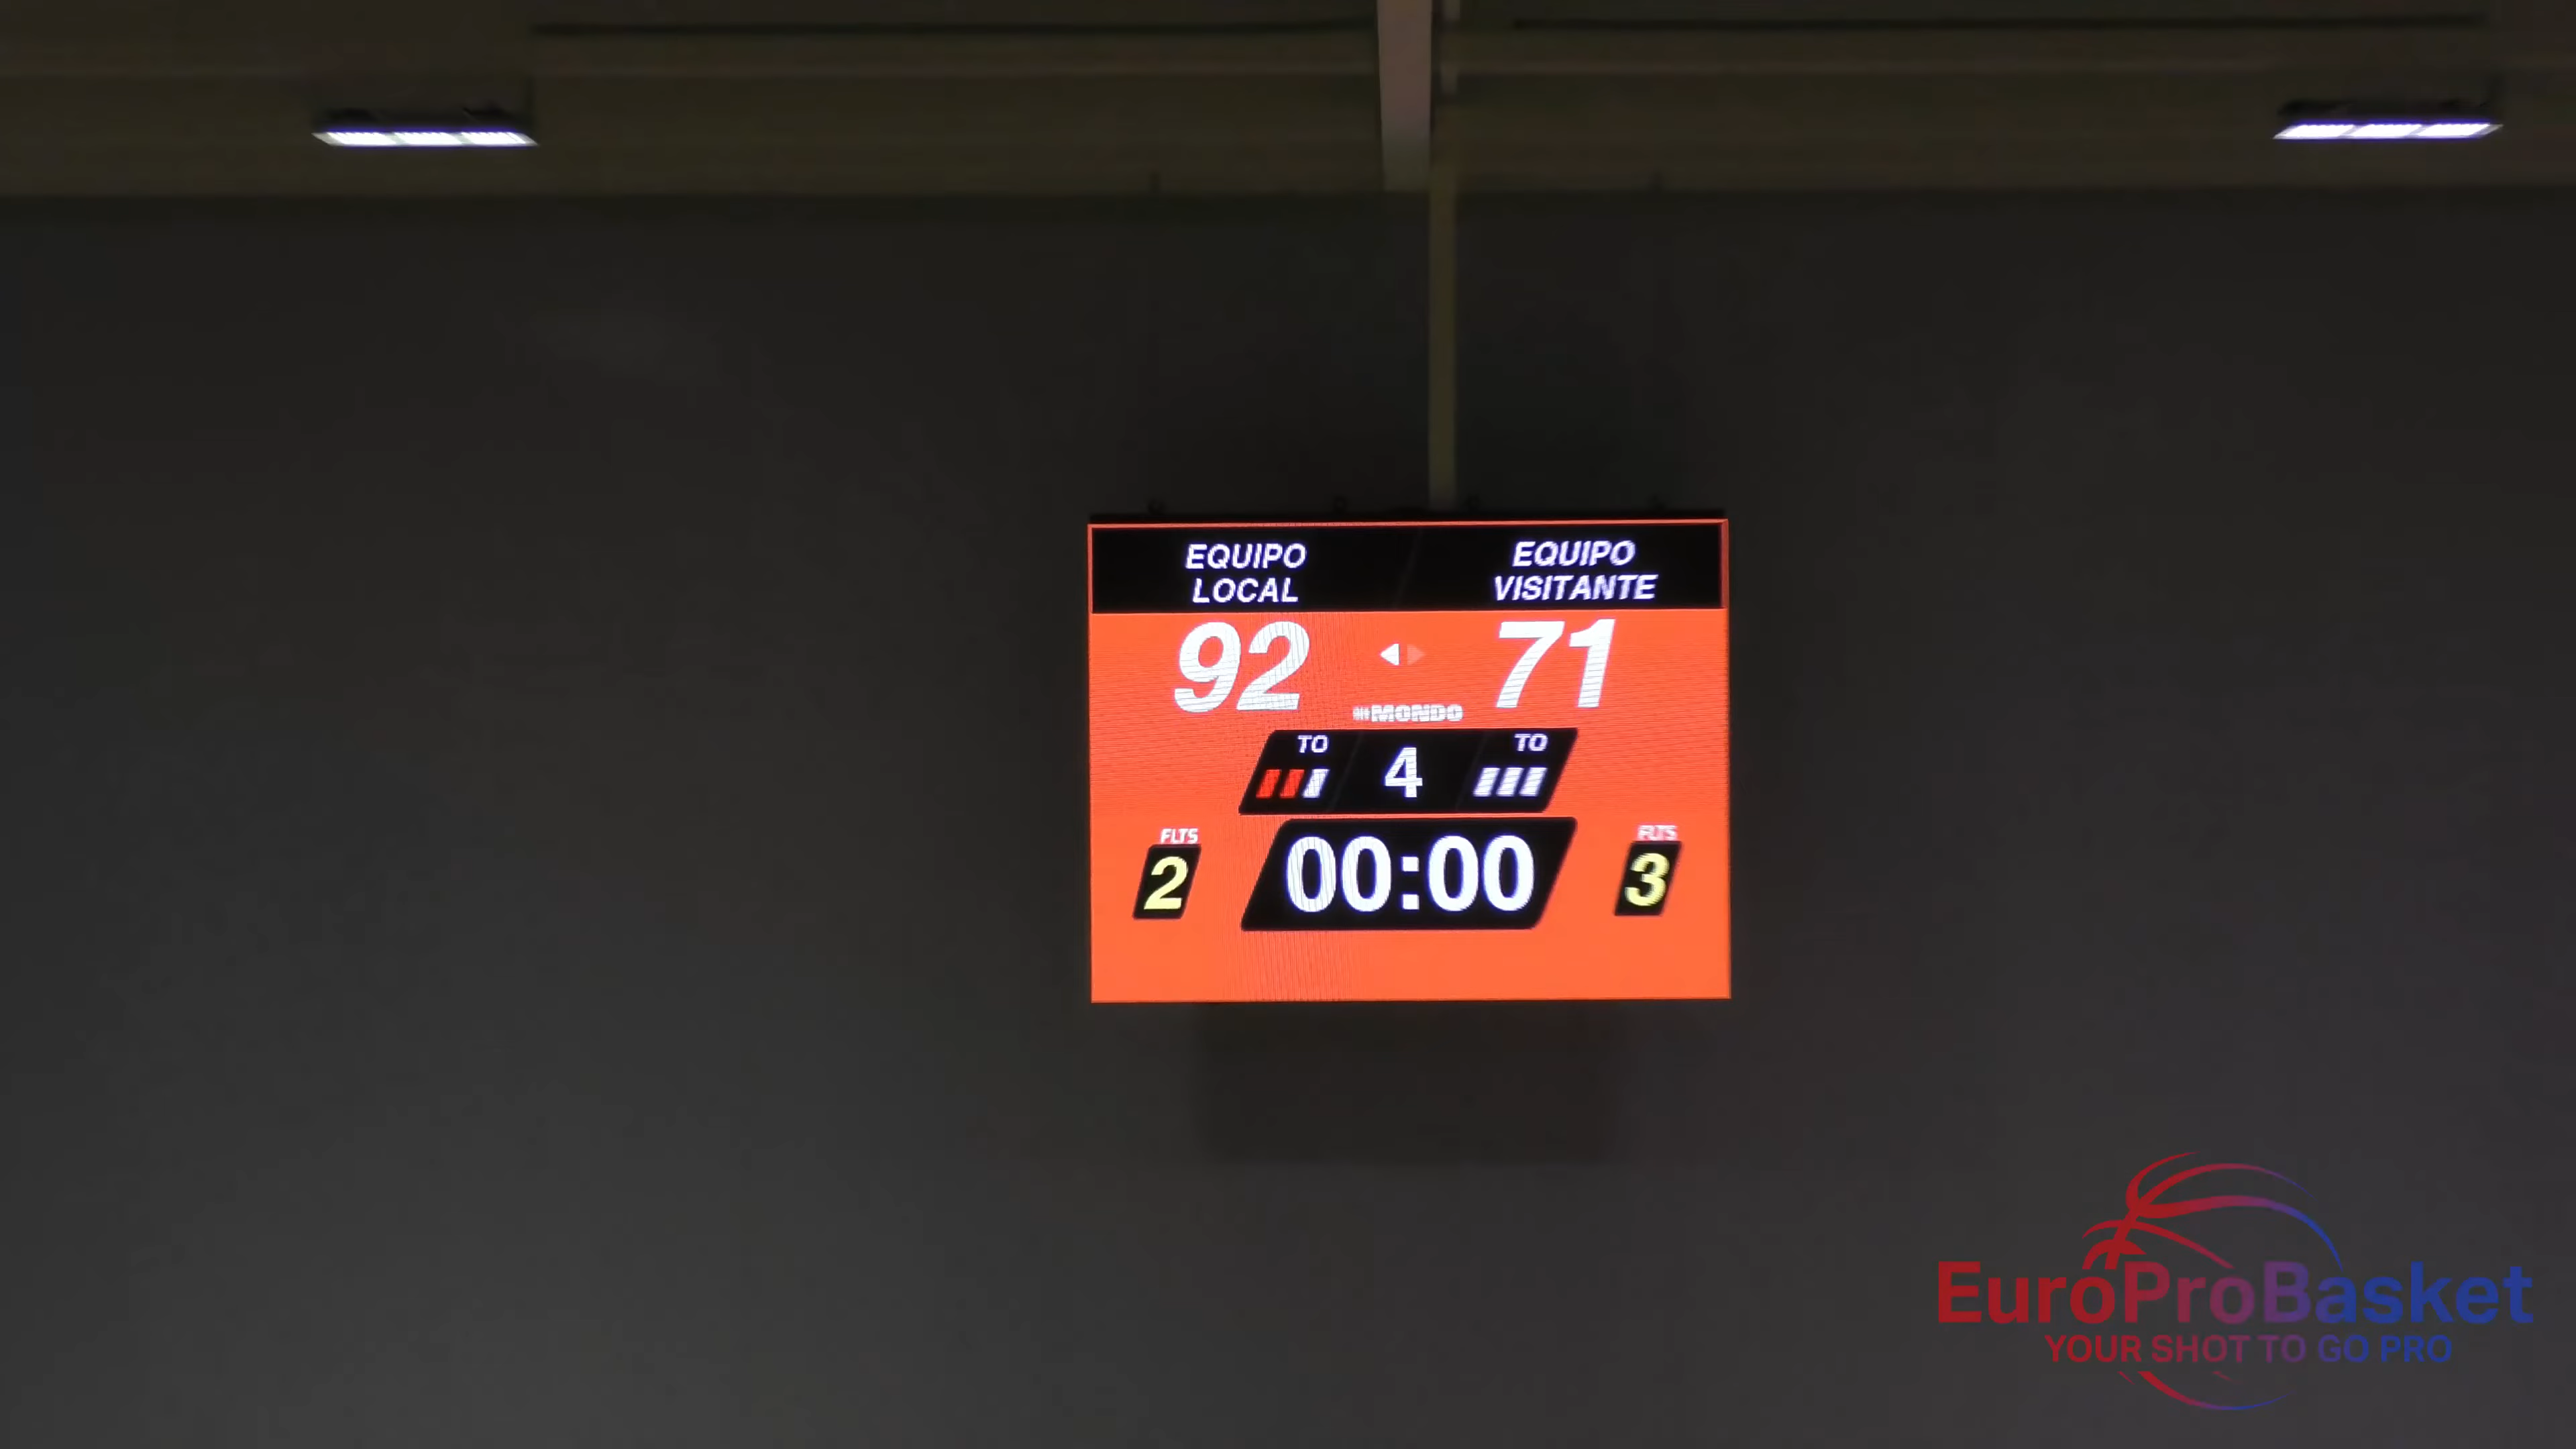 EQUIPO LOCAL
EQUIPO VISITANTE
92
71
MONDO
TO
4
TO
FLTS
2
00:00
FLTS
3
EuroProBasket
YOUR SHOT TO GO PRO